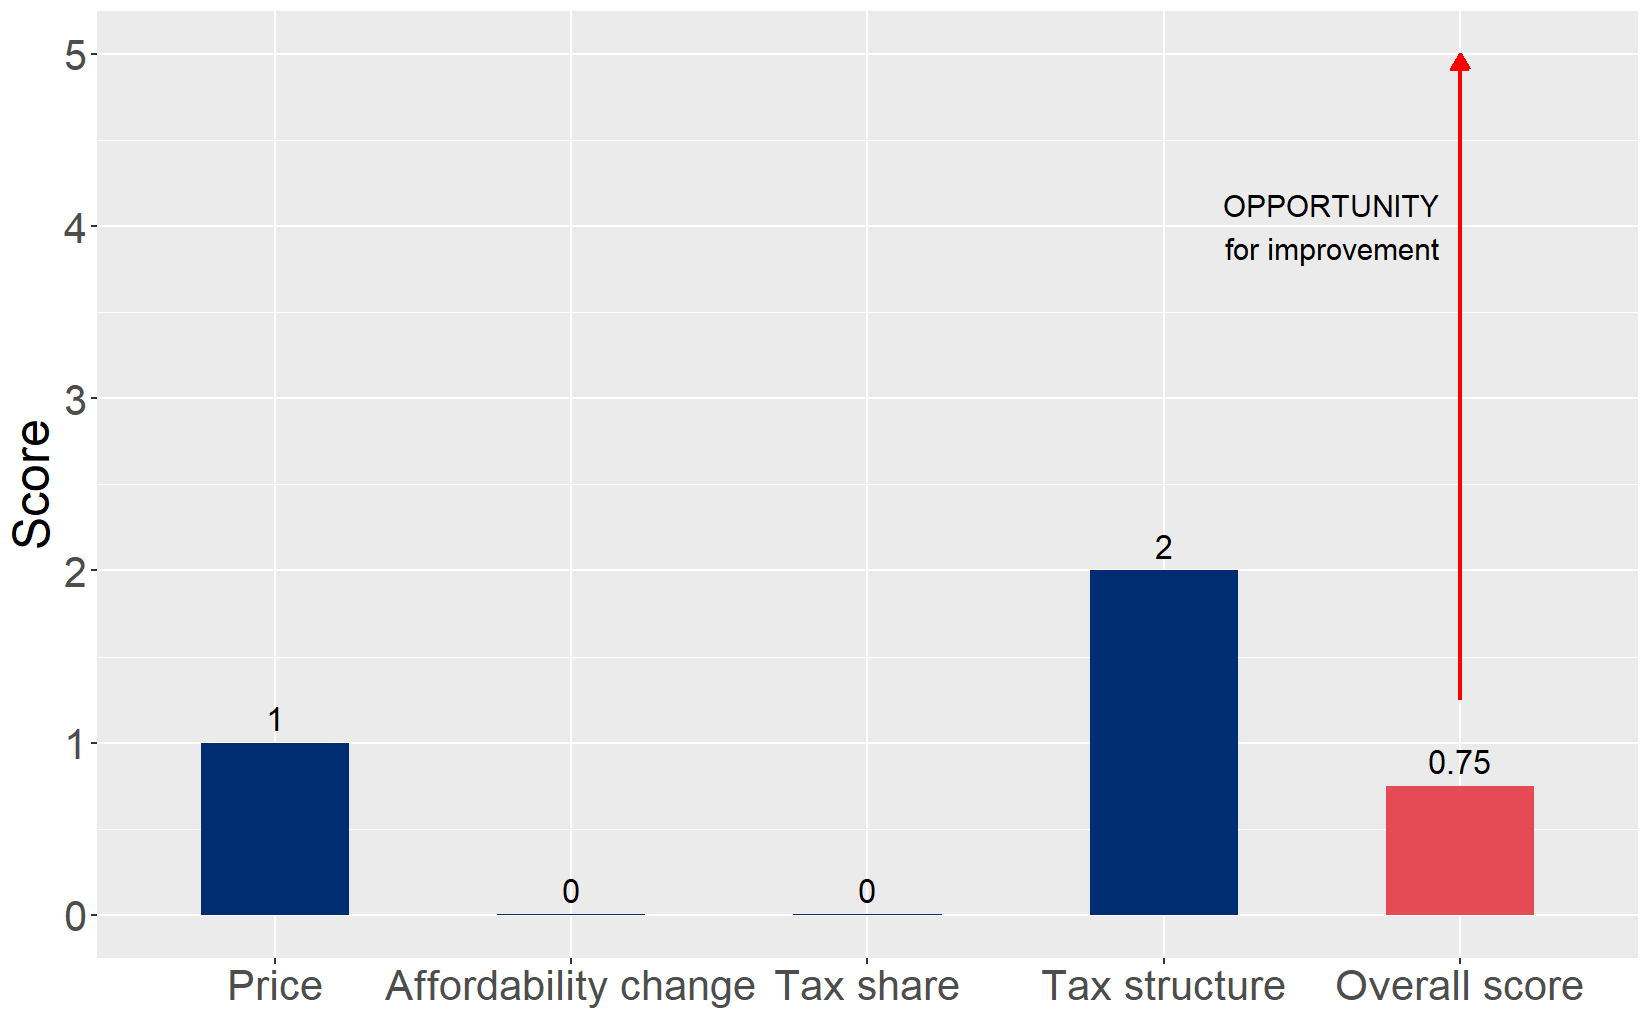 5
4
3
2
1
0
Score
OPPORTUNITY
for improvement
1
0
0
2
0.75
Price
Affordability change
Tax share
Tax structure
Overall score